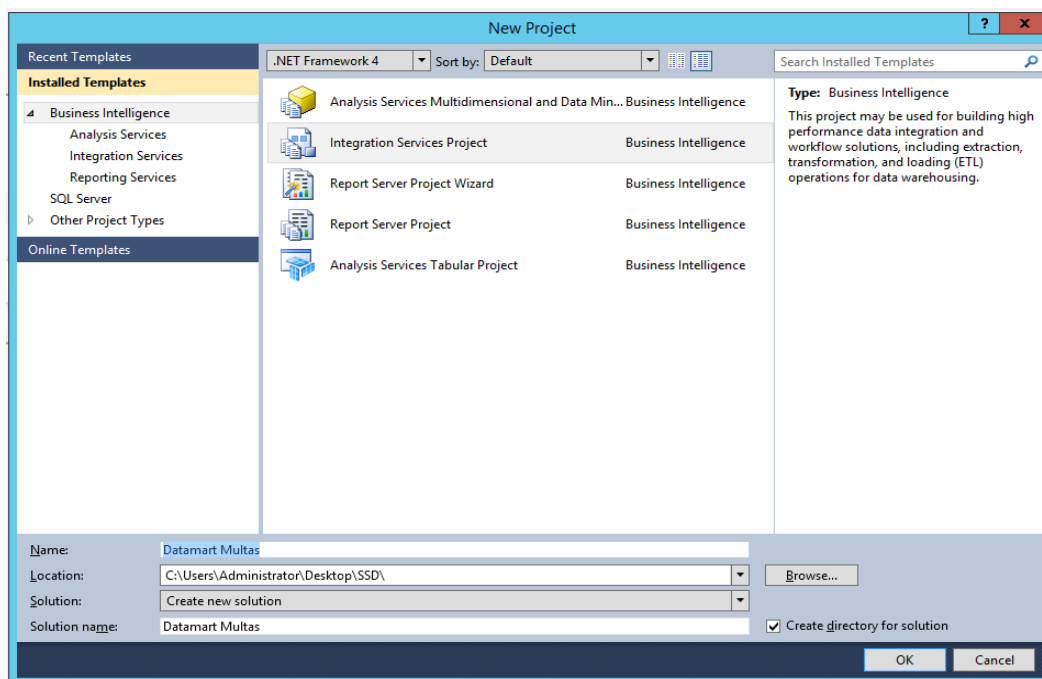 New Project
?
x
Recent Templates
Installed Templates
Business Intelligence
Analysis Services
Integration Services
Reporting Services
SQL Server
Other Project Types
Online Templates
.NET Framework 4
Sort by: Default
Analysis Services Multidimensional and Data Min... Business Intelligence
Integration Services Project Business Intelligence
Report Server Project Wizard Business Intelligence
Report Server Project Business Intelligence
Analysis Services Tabular Project Business Intelligence
Search Installed Templates
Type: Business Intelligence
This project may be used for building high
performance data integration and
workflow solutions, including extraction,
transformation, and loading (ETL)
operations for data warehousing.
Name: Datamart Multas
Location: C:\Users\Administrator\Desktop\SSD\ Browse...
Solution: Create new solution
Solution name: Datamart Multas Create directory for solution
OK Cancel